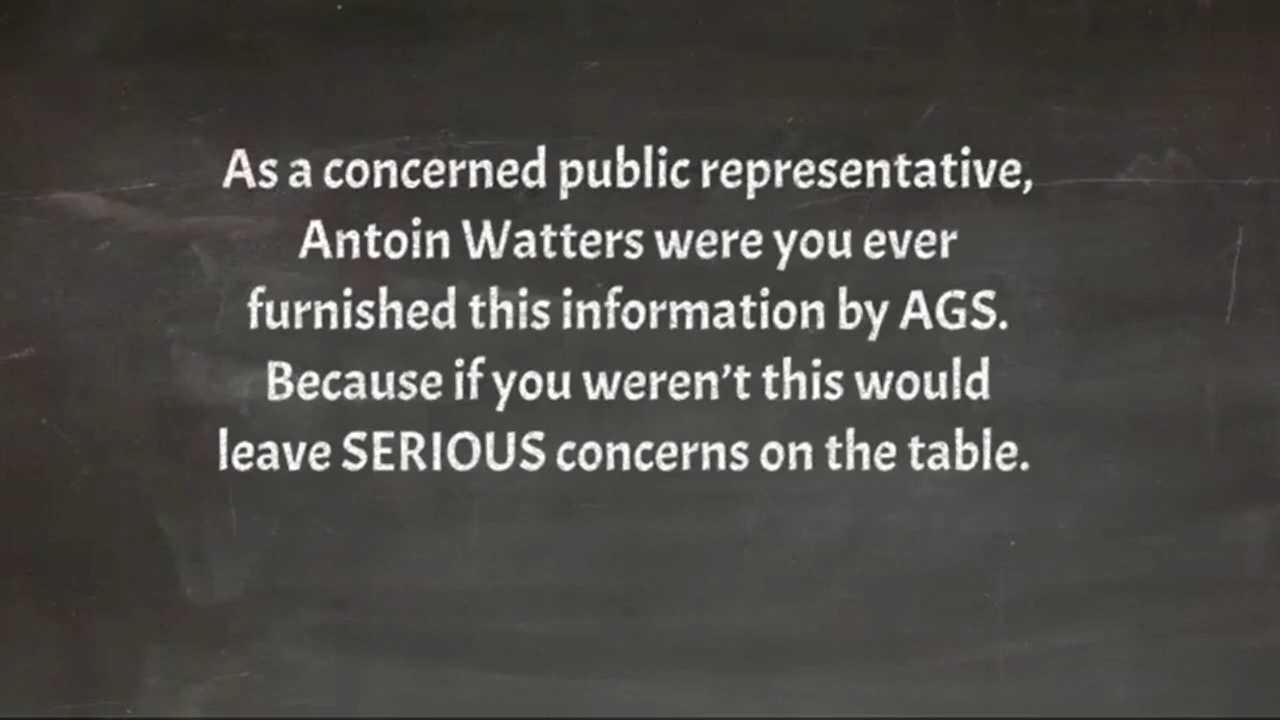 As a concerned public representative,
Antoin Watters were you ever
furnished this information by AGS.
Because if you weren’t this would
leave SERIOUS concerns on the table.